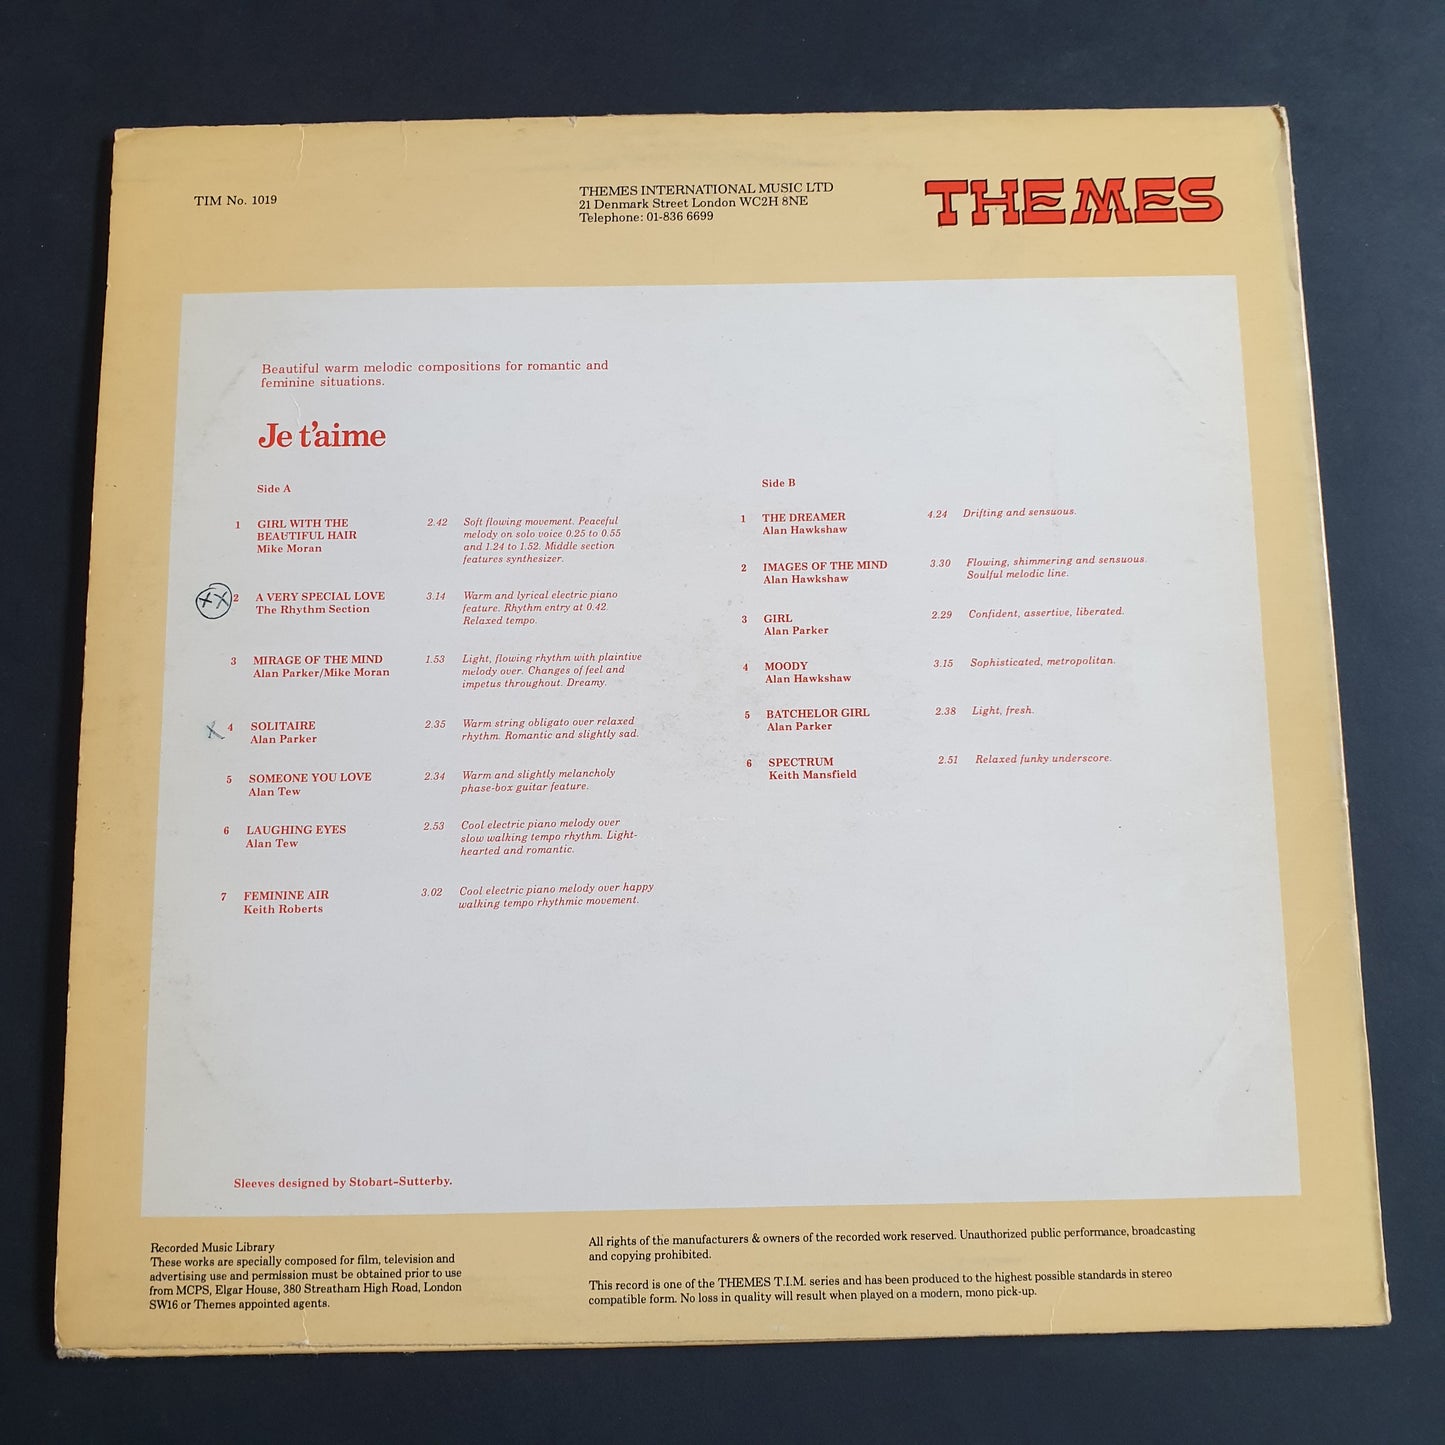 TIM No. 1019
THEMES INTERNATIONAL MUSIC LTD
21 Denmark Street London WC2H 8NE
Telephone: 01-836 6699
THEMES
Beautiful warm melodic compositions for romantic and
feminine situations.
Je t'aime
Side A
1 GIRL WITH THE 2.42 Soft flowing movement. Peaceful
BEAUTIFUL HAIR melody on solo voice 0.25 to 0.55
Mike Moran and 1.24 to 1.52. Middle section
features synthesizer.
XX 2 A VERY SPECIAL LOVE 3.14 Warm and lyrical electric piano
The Rhythm Section feature. Rhythm entry at 0.42.
Relaxed tempo.
3 MIRAGE OF THE MIND 1.53 Light, flowing rhythm with plaintive
Alan Parker/Mike Moran melody over. Changes of feel and
impetus throughout. Dreamy.
X 4 SOLITAIRE 2.35 Warm string obligato over relaxed
Alan Parker rhythm. Romantic and slightly sad.
5 SOMEONE YOU LOVE 2.34 Warm and slightly melancholy
Alan Tew phase-box guitar feature.
6 LAUGHING EYES 2.53 Cool electric piano melody over
Alan Tew slow walking tempo rhythm. Light-
hearted and romantic.
7 FEMININE AIR 3.02 Cool electric piano melody over happy
Keith Roberts walking tempo rhythmic movement.
Side B
1 THE DREAMER 4.24 Drifting and sensuous.
Alan Hawkshaw
2 IMAGES OF THE MIND 3.30 Flowing, shimmering and sensuous.
Alan Hawkshaw Soulful melodic line.
3 GIRL 2.29 Confident, assertive, liberated.
Alan Parker
4 MOODY 3.15 Sophisticated, metropolitan.
Alan Hawkshaw
5 BATCHELOR GIRL 2.38 Light, fresh.
Alan Parker
6 SPECTRUM 2.51 Relaxed funky underscore.
Keith Mansfield
Sleeves designed by Stobart-Sutterby.
Recorded Music Library
These works are specially composed for film, television and
advertising use and permission must be obtained prior to use
from MCPS, Elgar House, 380 Streatham High Road, London
SW16 or Themes appointed agents.
All rights of the manufacturers & owners of the recorded work reserved. Unauthorized public performance, broadcasting
and copying prohibited.
This record is one of the THEMES T.I.M. series and has been produced to the highest possible standards in stereo
compatible form. No loss in quality will result when played on a modern, mono pick-up.